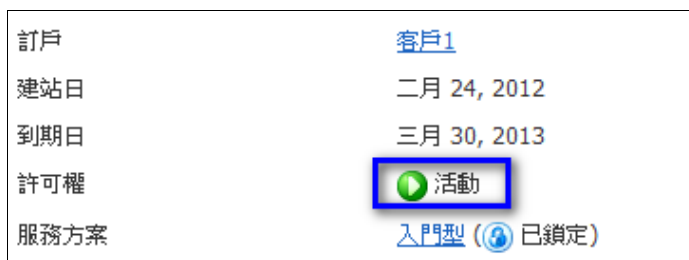 訂戶 客戶1
建站日 二月 24, 2012
到期日 三月 30, 2013
許可權 活動
服務方案 入門型 ( 已鎖定)